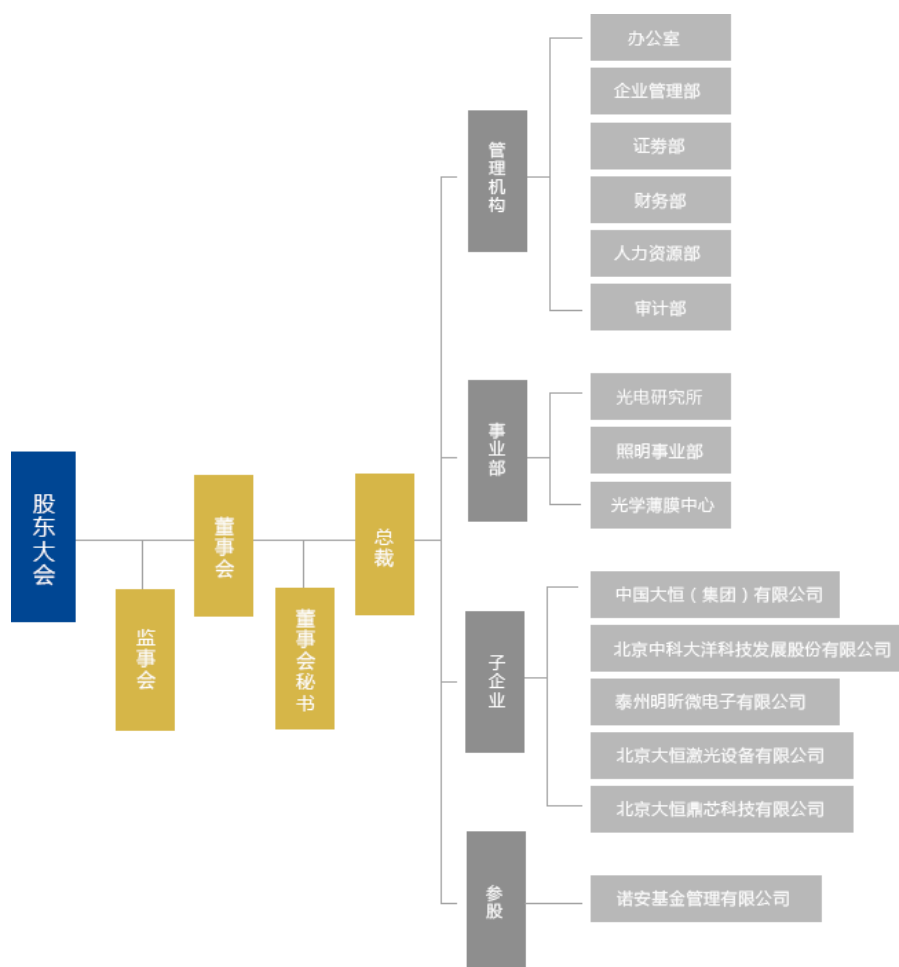 股东大会
监事会
董事会
董事会秘书
总裁
管理机构
办公室
企业管理部
证券部
财务部
人力资源部
审计部
事业部
光电研究所
照明事业部
光学薄膜中心
子企业
中国大恒（集团）有限公司
北京中科大洋科技发展股份有限公司
泰州明昕微电子有限公司
北京大恒激光设备有限公司
北京大恒鼎芯科技有限公司
参股
诺安基金管理有限公司